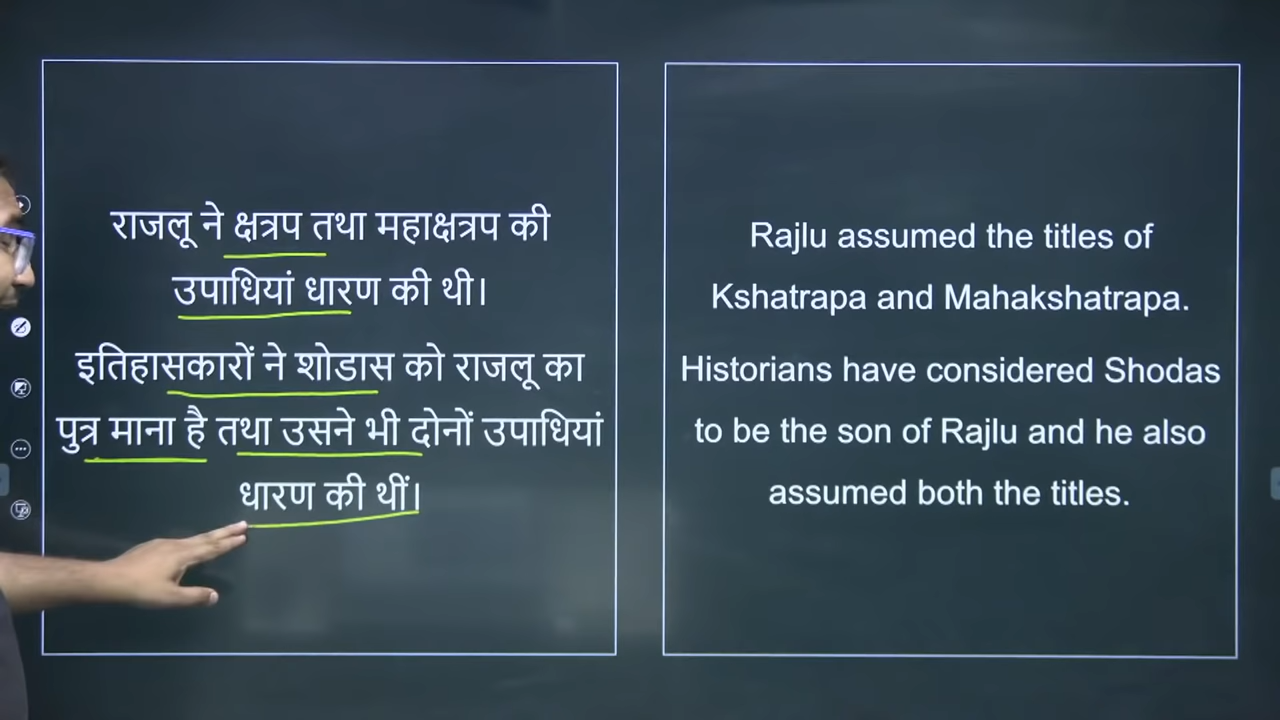 राजलू ने क्षत्रप तथा महाक्षत्रप की
उपाधियां धारण की थी।
इतिहासकारों ने शोडास को राजलू का
पुत्र माना है तथा उसने भी दोनों उपाधियां
धारण की थीं।
Rajlu assumed the titles of
Kshatrapa and Mahakshatrapa.
Historians have considered Shodas
to be the son of Rajlu and he also
assumed both the titles.